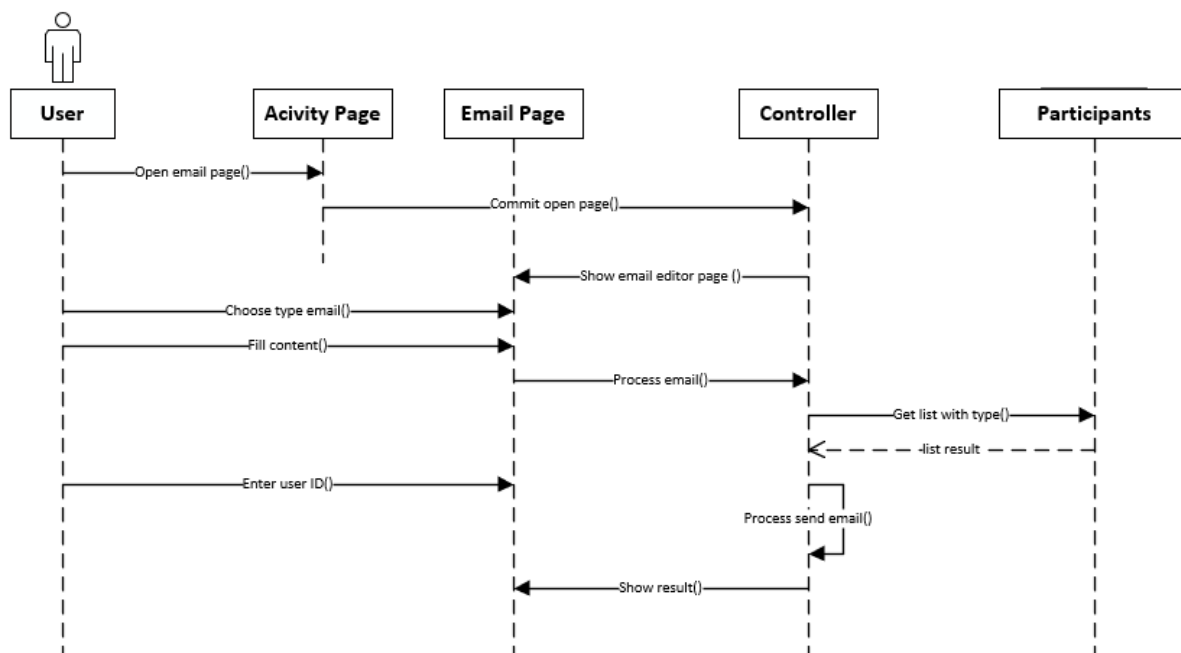 User
Acivity Page
Email Page
Controller
Participants
Open email page()
Commit open page()
Show email editor page ()
Choose type email()
Fill content()
Process email()
Get list with type()
list result
Enter user ID()
Process send email()
Show result()